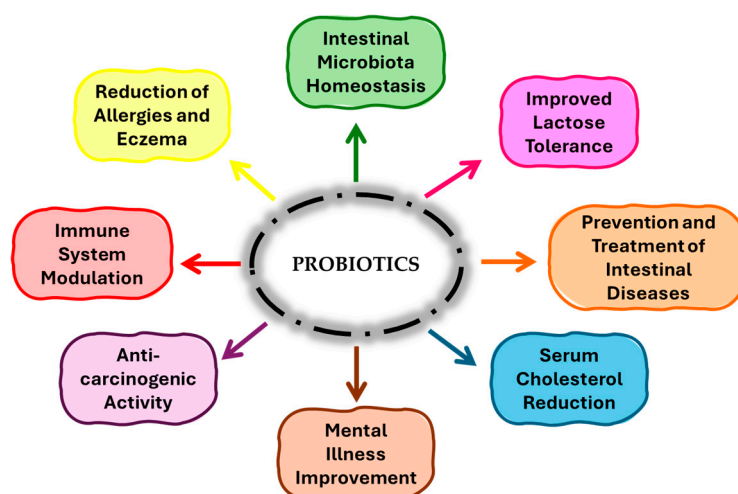 Intestinal
Microbiota
Homeostasis
Reduction of
Allergies and
Eczema
Improved
Lactose
Tolerance
Immune
System
Modulation
PROBIOTICS
Prevention and
Treatment of
Intestinal
Diseases
Anti-
carcinogenic
Activity
Serum
Cholesterol
Reduction
Mental
Illness
Improvement